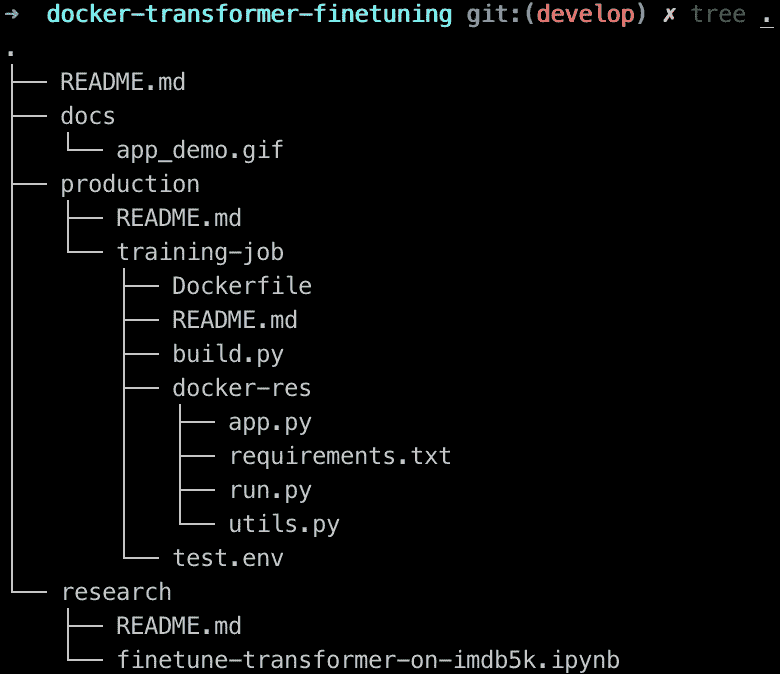 → docker-transformer-finetuning git:(develop) ✗ tree .
.
├── README.md
├── docs
│   └── app_demo.gif
├── production
│   ├── README.md
│   └── training-job
│       ├── Dockerfile
│       ├── README.md
│       ├── build.py
│       ├── docker-res
│       │   ├── app.py
│       │   ├── requirements.txt
│       │   ├── run.py
│       │   └── utils.py
│       └── test.env
└── research
    ├── README.md
    └── finetune-transformer-on-imdb5k.ipynb